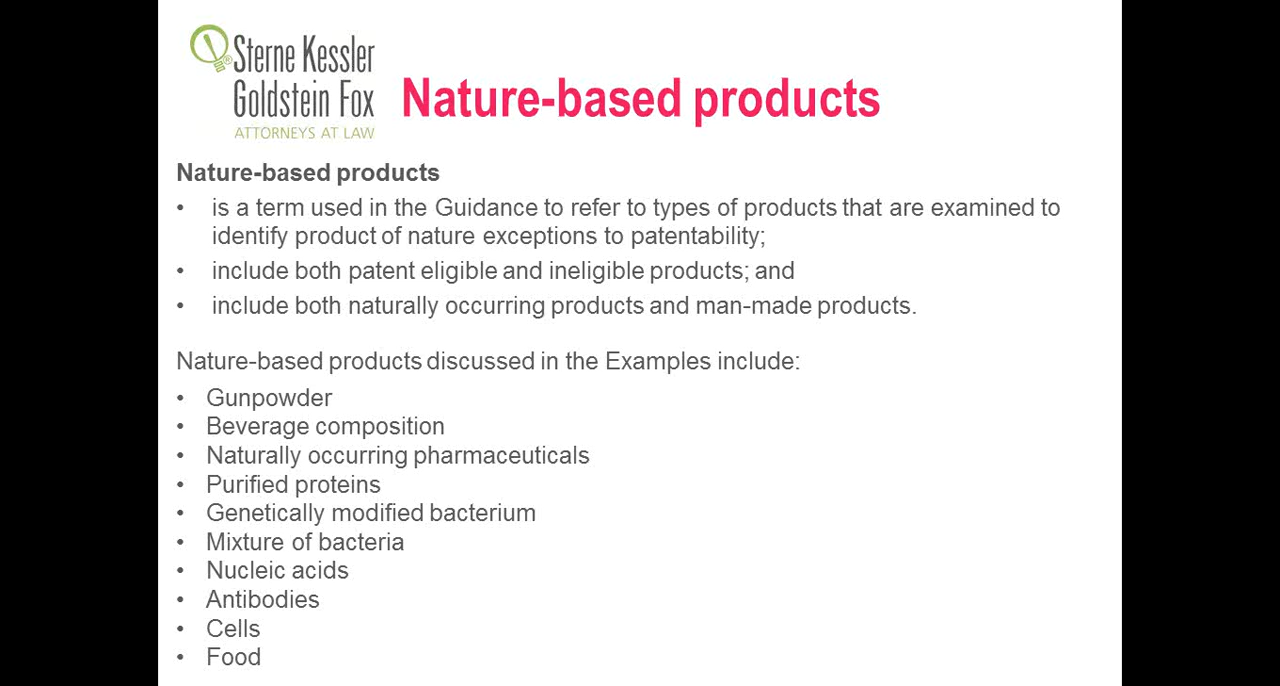 Sterne Kessler
Goldstein Fox
ATTORNEYS AT LAW
Nature-based products
Nature-based products
• is a term used in the Guidance to refer to types of products that are examined to
identify product of nature exceptions to patentability;
• include both patent eligible and ineligible products; and
• include both naturally occurring products and man-made products.
Nature-based products discussed in the Examples include:
• Gunpowder
• Beverage composition
• Naturally occurring pharmaceuticals
• Purified proteins
• Genetically modified bacterium
• Mixture of bacteria
• Nucleic acids
• Antibodies
• Cells
• Food